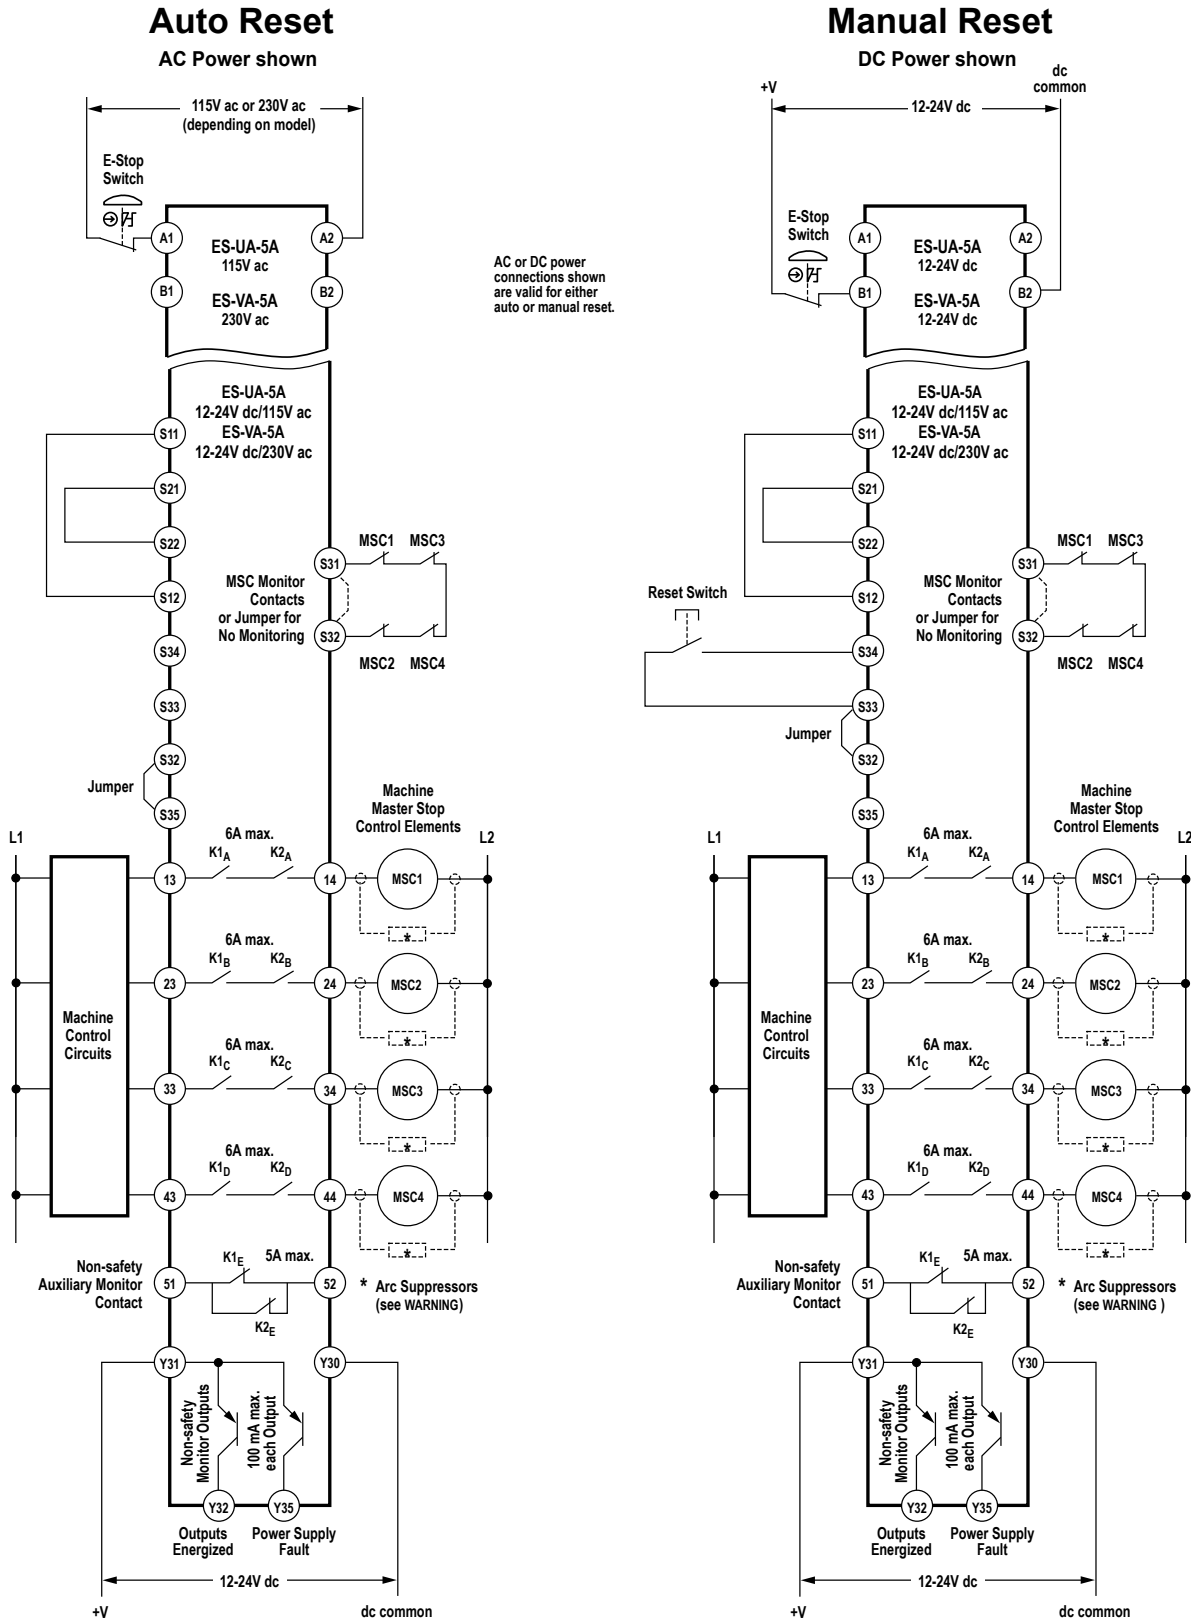 Auto Reset
AC Power shown
115V ac or 230V ac
(depending on model)
E-Stop
Switch
A1
A2
ES-UA-5A
115V ac
B1
B2
ES-VA-5A
230V ac
ES-UA-5A
12-24V dc/115V ac
ES-VA-5A
12-24V dc/230V ac
S11
S21
S22
S12
S34
S33
S32
S35
Jumper
MSC1 MSC3
S31
MSC Monitor
Contacts
or Jumper for
No Monitoring
S32
MSC2 MSC4
Machine
Master Stop
Control Elements
L1
L2
Machine
Control
Circuits
6A max.
K1A K2A
13
14
MSC1
*
6A max.
K1B K2B
23
24
MSC2
*
6A max.
K1C K2C
33
34
MSC3
*
6A max.
K1D K2D
43
44
MSC4
*
Non-safety
Auxiliary Monitor
Contact
51
K1E 5A max.
K2E
52
* Arc Suppressors
(see WARNING)
Y31
Y30
Non-safety
Monitor Outputs
100 mA max.
each Output
Y32
Y35
Outputs
Energized
Power Supply
Fault
12-24V dc
+V
dc common
AC or DC power
connections shown
are valid for either
auto or manual reset.
Manual Reset
DC Power shown
+V
dc
common
12-24V dc
E-Stop
Switch
A1
A2
ES-UA-5A
12-24V dc
B1
B2
ES-VA-5A
12-24V dc
ES-UA-5A
12-24V dc/115V ac
ES-VA-5A
12-24V dc/230V ac
S11
S21
S22
S12
Reset Switch
S34
S33
Jumper
S32
S35
MSC1 MSC3
S31
MSC Monitor
Contacts
or Jumper for
No Monitoring
S32
MSC2 MSC4
Machine
Master Stop
Control Elements
L1
L2
Machine
Control
Circuits
6A max.
K1A K2A
13
14
MSC1
*
6A max.
K1B K2B
23
24
MSC2
*
6A max.
K1C K2C
33
34
MSC3
*
6A max.
K1D K2D
43
44
MSC4
*
Non-safety
Auxiliary Monitor
Contact
51
K1E 5A max.
K2E
52
* Arc Suppressors
(see WARNING )
Y31
Y30
Non-safety
Monitor Outputs
100 mA max.
each Output
Y32
Y35
Outputs
Energized
Power Supply
Fault
12-24V dc
+V
dc common